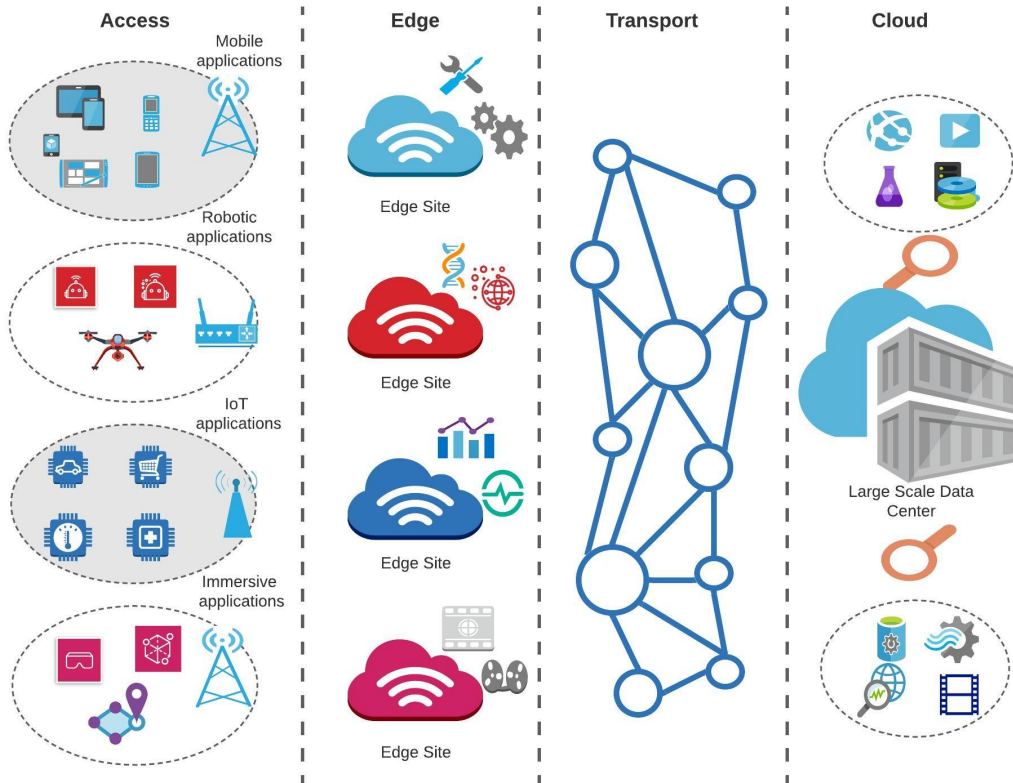 Access
Edge
Transport
Cloud
Mobile
applications
Edge Site
Robotic
applications
Edge Site
IoT
applications
Edge Site
Large Scale Data
Center
Immersive
applications
Edge Site